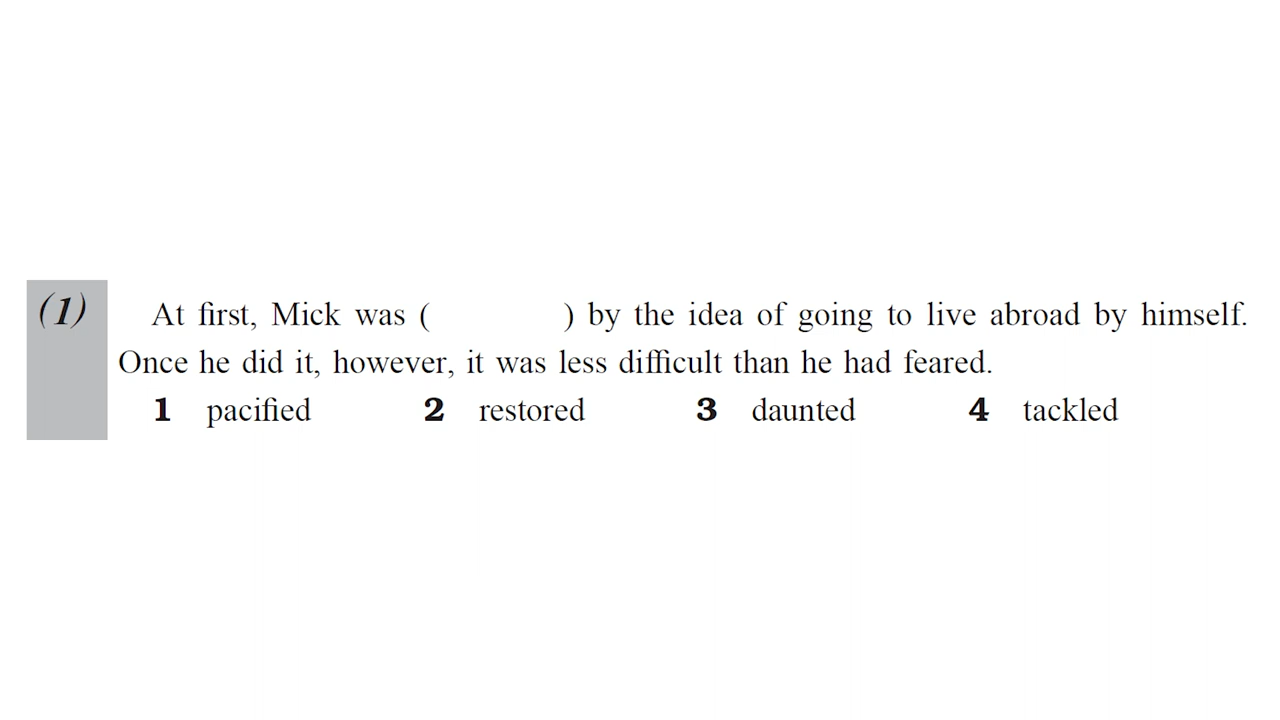 (1) At first, Mick was ( ) by the idea of going to live abroad by himself.
Once he did it, however, it was less difficult than he had feared.
1 pacified 2 restored 3 daunted 4 tackled